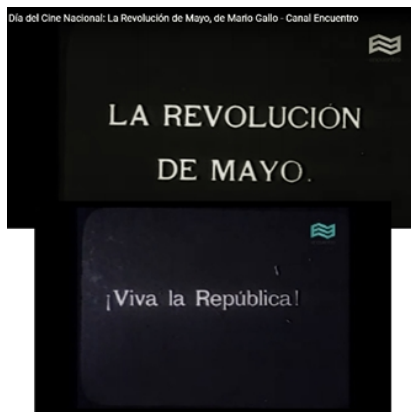 Día del Cine Nacional: La Revolución de Mayo, de Mario Gallo - Canal Encuentro
LA REVOLUCIÓN
DE MAYO.
¡Viva la República!